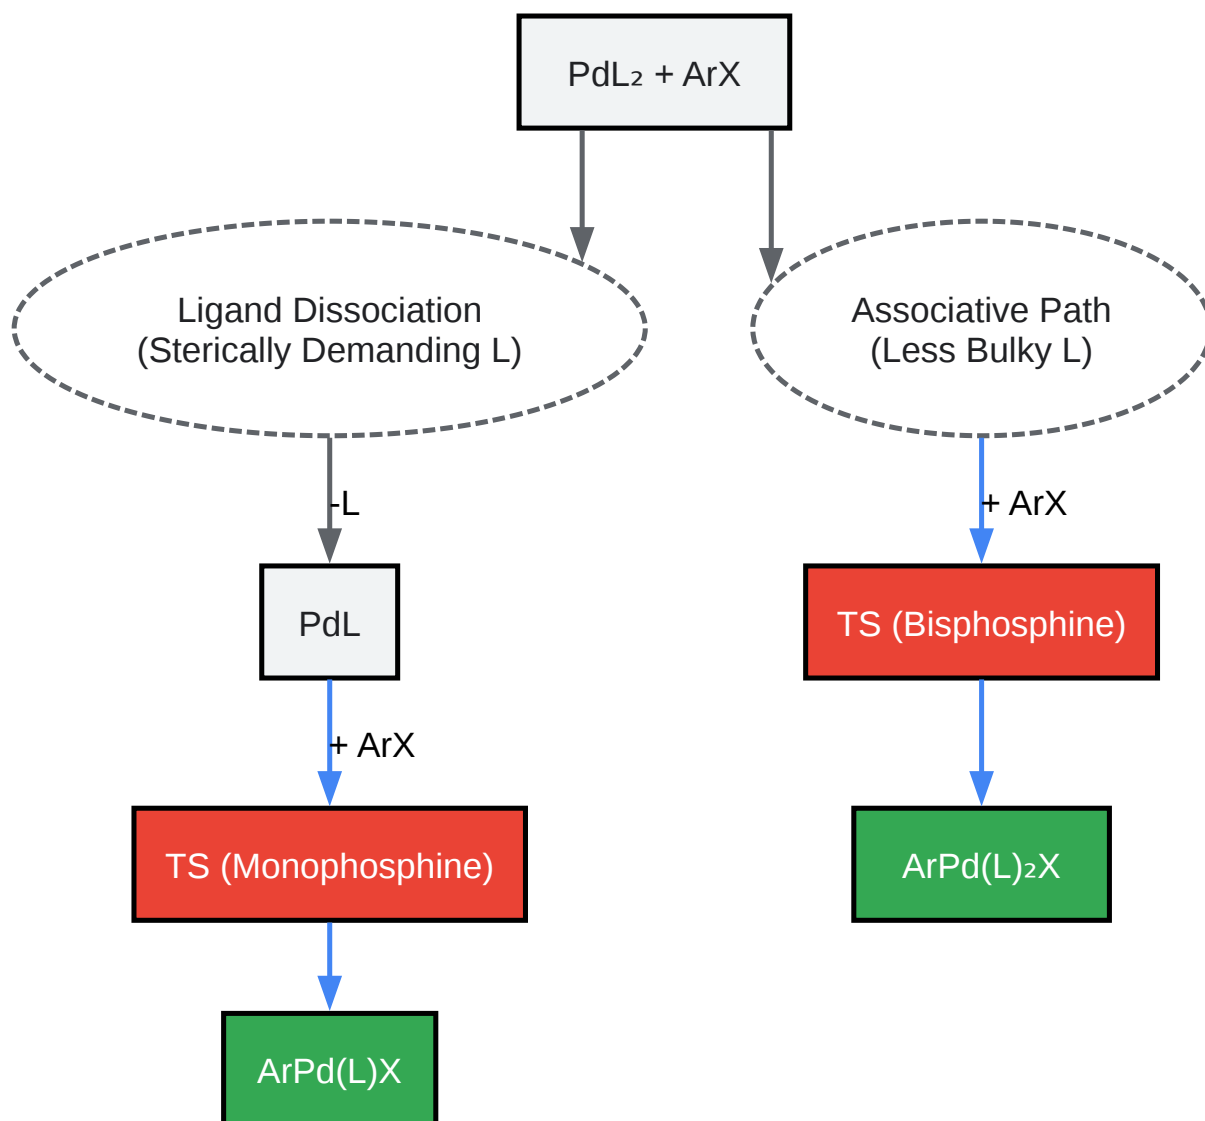 PdL₂ + ArX
Ligand Dissociation
(Sterically Demanding L)
Associative Path
(Less Bulky L)
-L
+ ArX
PdL
TS (Bisphosphine)
+ ArX
TS (Monophosphine)
ArPd(L)₂X
ArPd(L)X